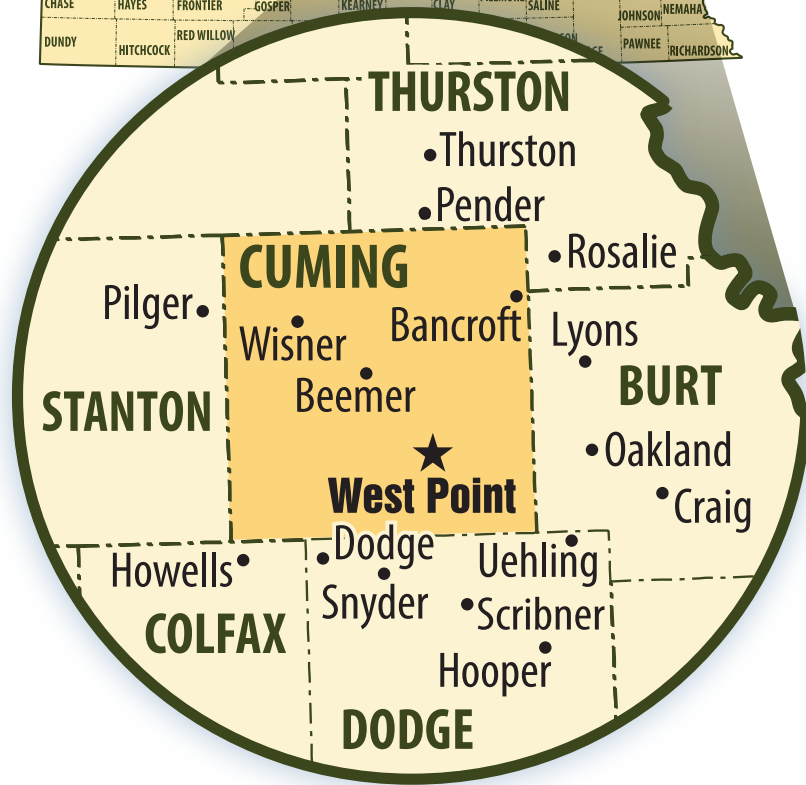 CHASE
HAYES
FRONTIER
GOSPER
KEARNEY
CLAY
SALINE
JOHNSON
NEMAHA
DUNDY
HITCHCOCK
RED WILLOW
PAWNEE
RICHARDSON
THURSTON
Thurston
Pender
Rosalie
CUMING
Pilger
Bancroft
Wisner
Lyons
Beemer
BURT
STANTON
Oakland
West Point
Craig
Dodge
Howells
Uehling
Snyder
Scribner
COLFAX
Hooper
DODGE